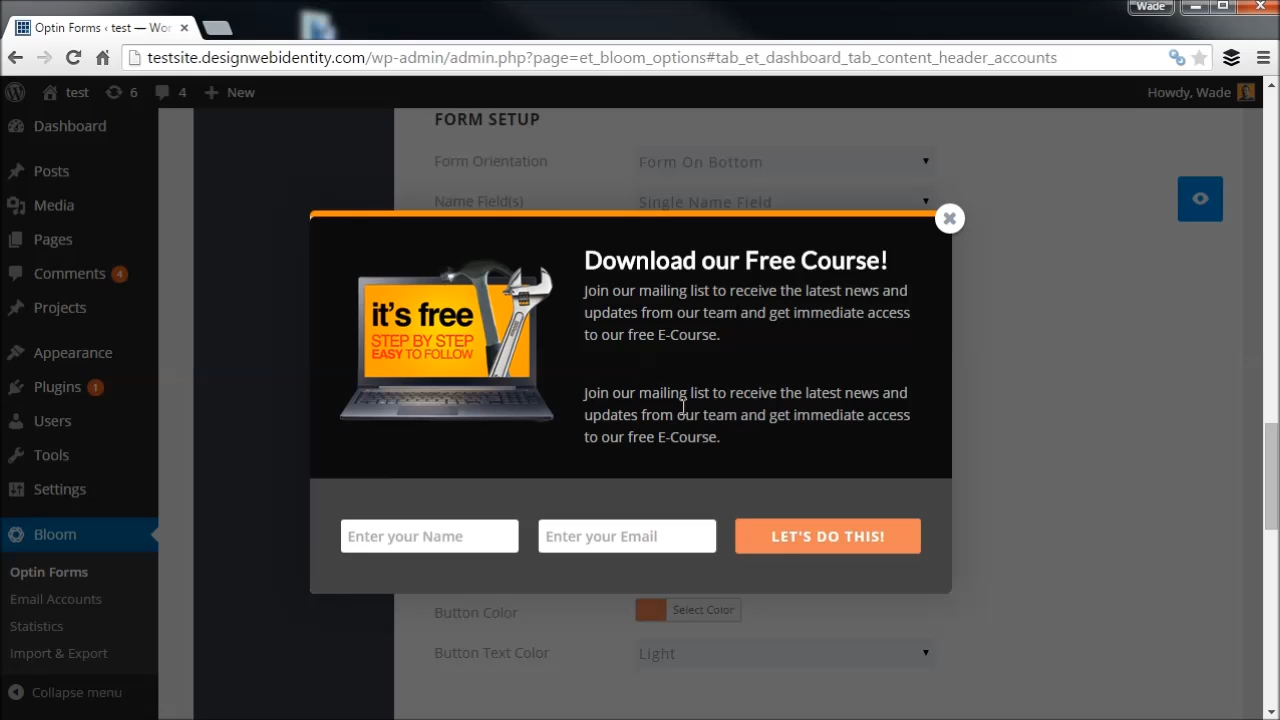 Wade
Optin Forms ‹ test — Wor
testsite.designwebidentity.com/wp-admin/admin.php?page=et_bloom_options#tab_et_dashboard_tab_content_header_accounts
test 6 4 New Howdy, Wade
Dashboard
Posts
Media
Pages
Comments 4
Projects
Appearance
Plugins 1
Users
Tools
Settings
Bloom
Optin Forms
Email Accounts
Statistics
Import & Export
Collapse menu
FORM SETUP
Form Orientation Form On Bottom
Name Field(s) Single Name Field
it's free
STEP BY STEP
EASY TO FOLLOW
Download our Free Course!
Join our mailing list to receive the latest news and
updates from our team and get immediate access
to our free E-Course.
Join our mailing list to receive the latest news and
updates from our team and get immediate access
to our free E-Course.
Enter your Name Enter your Email LET'S DO THIS!
Button Color Select Color
Button Text Color Light